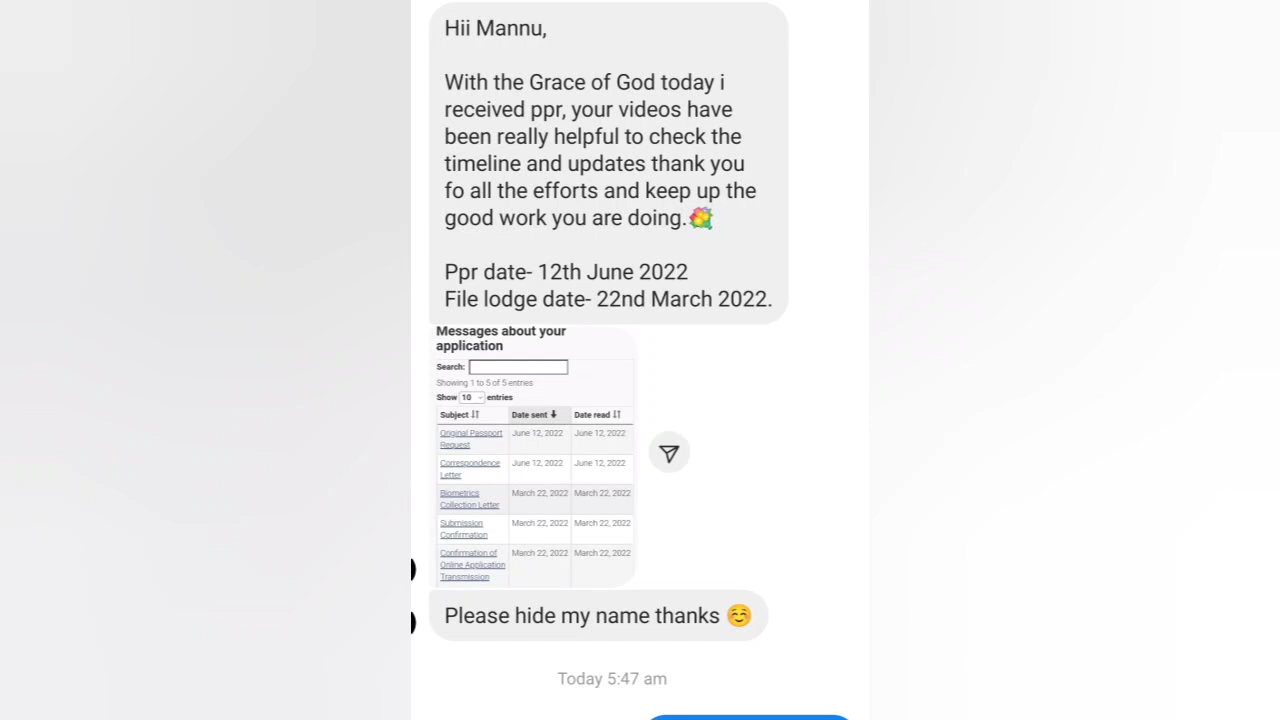 Hii Mannu,
With the Grace of God today i
received ppr, your videos have
been really helpful to check the
timeline and updates thank you
fo all the efforts and keep up the
good work you are doing.💐
Ppr date- 12th June 2022
File lodge date- 22nd March 2022.
Messages about your
application
Search:
Showing 1 to 5 of 5 entries
Show 10 entries
Subject Date sent Date read
Original Passport June 12, 2022 June 12, 2022
Request
Correspondence June 12, 2022 June 12, 2022
Letter
Biometrics March 22, 2022 March 22, 2022
Collection Letter
Submission March 22, 2022 March 22, 2022
Confirmation
Confirmation of March 22, 2022 March 22, 2022
Online Application
Transmission
Please hide my name thanks ☺️
Today 5:47 am